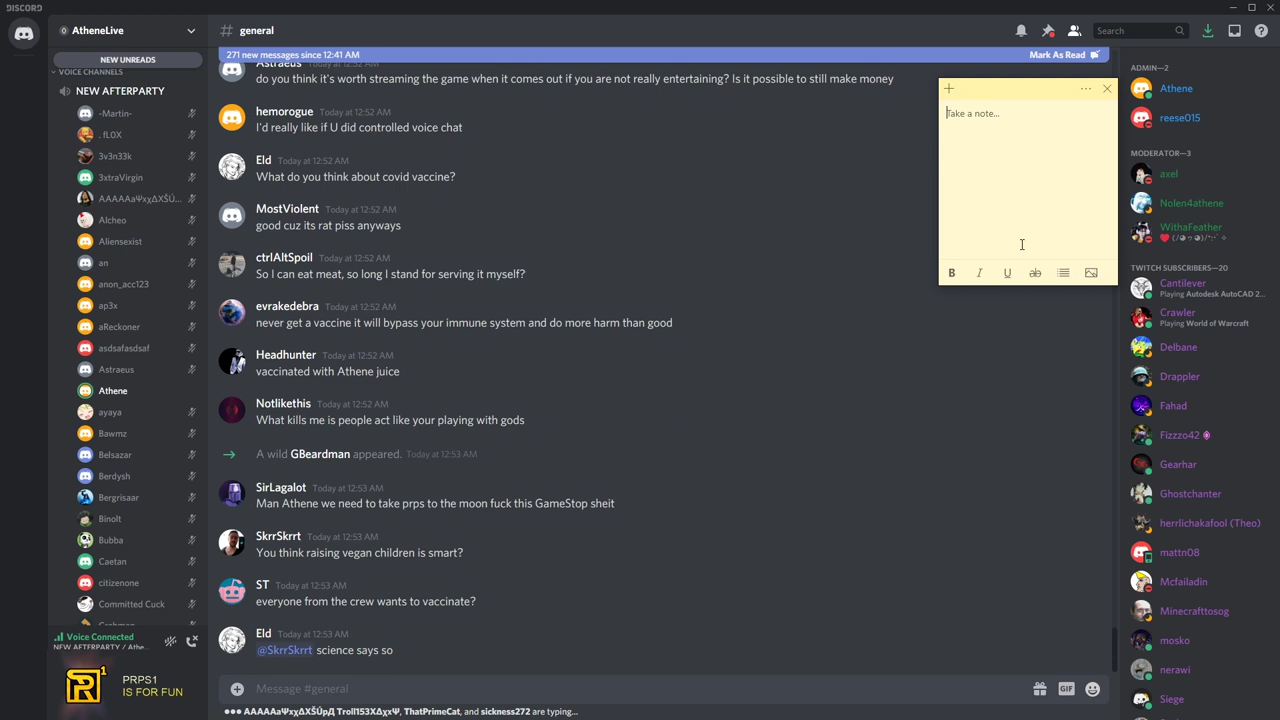 DISCORD
AtheneLive
NEW UNREADS
VOICE CHANNELS
NEW AFTERPARTY
-Martin-
. fL0X
3v3n33k
3xtraVirgin
AAAAAaΨxχΔXŠÚ...
Alcheo
Aliensexist
an
anon_acc123
ap3x
aReckoner
asdsafasdsaf
Astraeus
Athene
ayaya
Bawmz
Belsazar
Berdysh
Bergrisaar
Binolt
Bubba
Caetan
citizenone
Committed Cuck
Voice Connected
NEW AFTERPARTY / Athe...
PRPS1
IS FOR FUN
# general
Search
271 new messages since 12:41 AM
Mark As Read
Astraeus Today at 12:52 AM
do you think it's worth streaming the game when it comes out if you are not really entertaining? Is it possible to still make money
hemorogue Today at 12:52 AM
I'd really like if U did controlled voice chat
Eld Today at 12:52 AM
What do you think about covid vaccine?
MostViolent Today at 12:52 AM
good cuz its rat piss anyways
ctrlAltSpoil Today at 12:52 AM
So I can eat meat, so long I stand for serving it myself?
evrakedebra Today at 12:52 AM
never get a vaccine it will bypass your immune system and do more harm than good
Headhunter Today at 12:52 AM
vaccinated with Athene juice
Notlikethis Today at 12:52 AM
What kills me is people act like your playing with gods
A wild GBeardman appeared. Today at 12:53 AM
SirLagalot Today at 12:53 AM
Man Athene we need to take prps to the moon fuck this GameStop sheit
SkrrSkrrt Today at 12:53 AM
You think raising vegan children is smart?
ST Today at 12:53 AM
everyone from the crew wants to vaccinate?
Eld Today at 12:53 AM
@SkrrSkrrt science says so
Message #general
GIF
AAAAAaΨxχΔXŠÚpД Troll153XΔχxΨ, ThatPrimeCat, and sickness272 are typing...
Take a note...
B I U ab
ADMIN—2
Athene
reese015
MODERATOR—3
axel
Nolen4athene
WithaFeather
TWITCH SUBSCRIBERS—20
Cantilever
Playing Autodesk AutoCAD 2...
Crawler
Playing World of Warcraft
Delbane
Drappler
Fahad
Fizzzo42
Gearhar
Ghostchanter
herrlichakafool (Theo)
mattn08
Mcfailadin
Minecrafttosog
mosko
nerawi
Siege